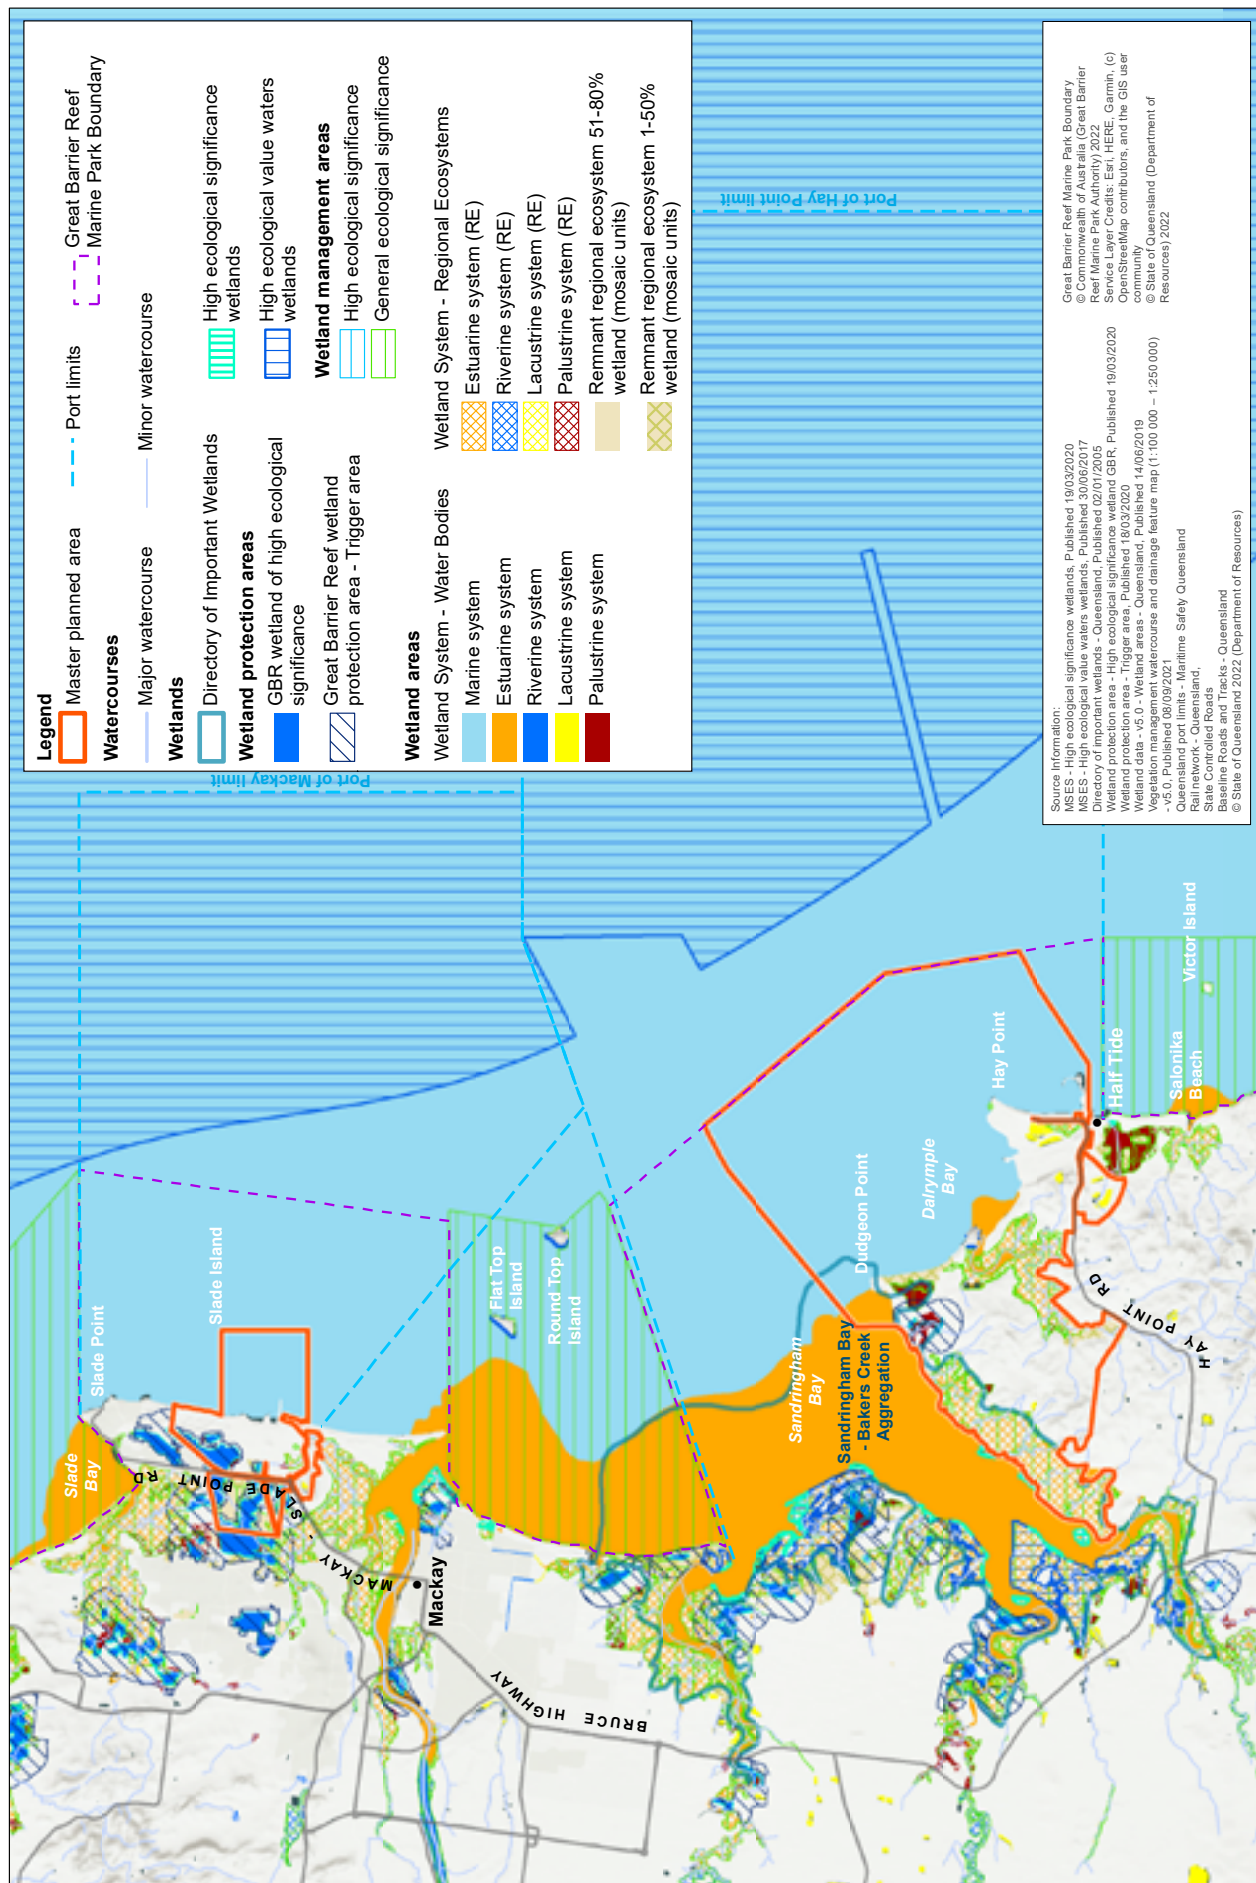 Legend
Master planned area
Port limits
Great Barrier Reef
Marine Park Boundary
Watercourses
Major watercourse
Minor watercourse
Wetlands
Directory of Important Wetlands
High ecological significance
wetlands
Wetland protection areas
GBR wetland of high ecological
significance
High ecological value waters
wetlands
Great Barrier Reef wetland
protection area - Trigger area
Wetland management areas
High ecological significance
General ecological significance
Wetland areas
Wetland System - Water Bodies
Marine system
Estuarine system
Riverine system
Lacustrine system
Palustrine system
Wetland System - Regional Ecosystems
Estuarine system (RE)
Riverine system (RE)
Lacustrine system (RE)
Palustrine system (RE)
Remnant regional ecosystem 51-80%
wetland (mosaic units)
Remnant regional ecosystem 1-50%
wetland (mosaic units)
Port of Mackay limit
Port of Hay Point limit
Slade
Bay
Slade Point
Slade Island
MACKAY - SLADE POINT RD
Mackay
BRUCE HIGHWAY
Flat Top
Island
Round Top
Island
Sandringham
Bay
Sandringham Bay
- Bakers Creek
Aggregation
Dudgeon Point
Dalrymple
Bay
Hay Point
HAY POINT RD
Half Tide
Salonika
Beach
Victor Island
Source Information:
MSES - High ecological significance wetlands, Published 19/03/2020
MSES - High ecological value waters wetlands, Published 30/06/2017
Directory of important wetlands - Queensland, Published 02/01/2005
Wetland protection area - High ecological significance wetland GBR, Published 19/03/2020
Wetland protection area - Trigger area, Published 18/03/2020
Wetland data - v5.0 - Wetland areas - Queensland, Published 14/06/2019
Vegetation management watercourse and drainage feature map (1:100 000 – 1:250 000)
- v5.0, Published 08/09/2021
Queensland port limits - Maritime Safety Queensland
Rail network - Queensland,
State Controlled Roads
Baseline Roads and Tracks - Queensland
© State of Queensland 2022 (Department of Resources)
Great Barrier Reef Marine Park Boundary
© Commonwealth of Australia (Great Barrier
Reef Marine Park Authority) 2022
Service Layer Credits: Esri, HERE, Garmin, (c)
OpenStreetMap contributors, and the GIS user
community
© State of Queensland (Department of
Resources) 2022